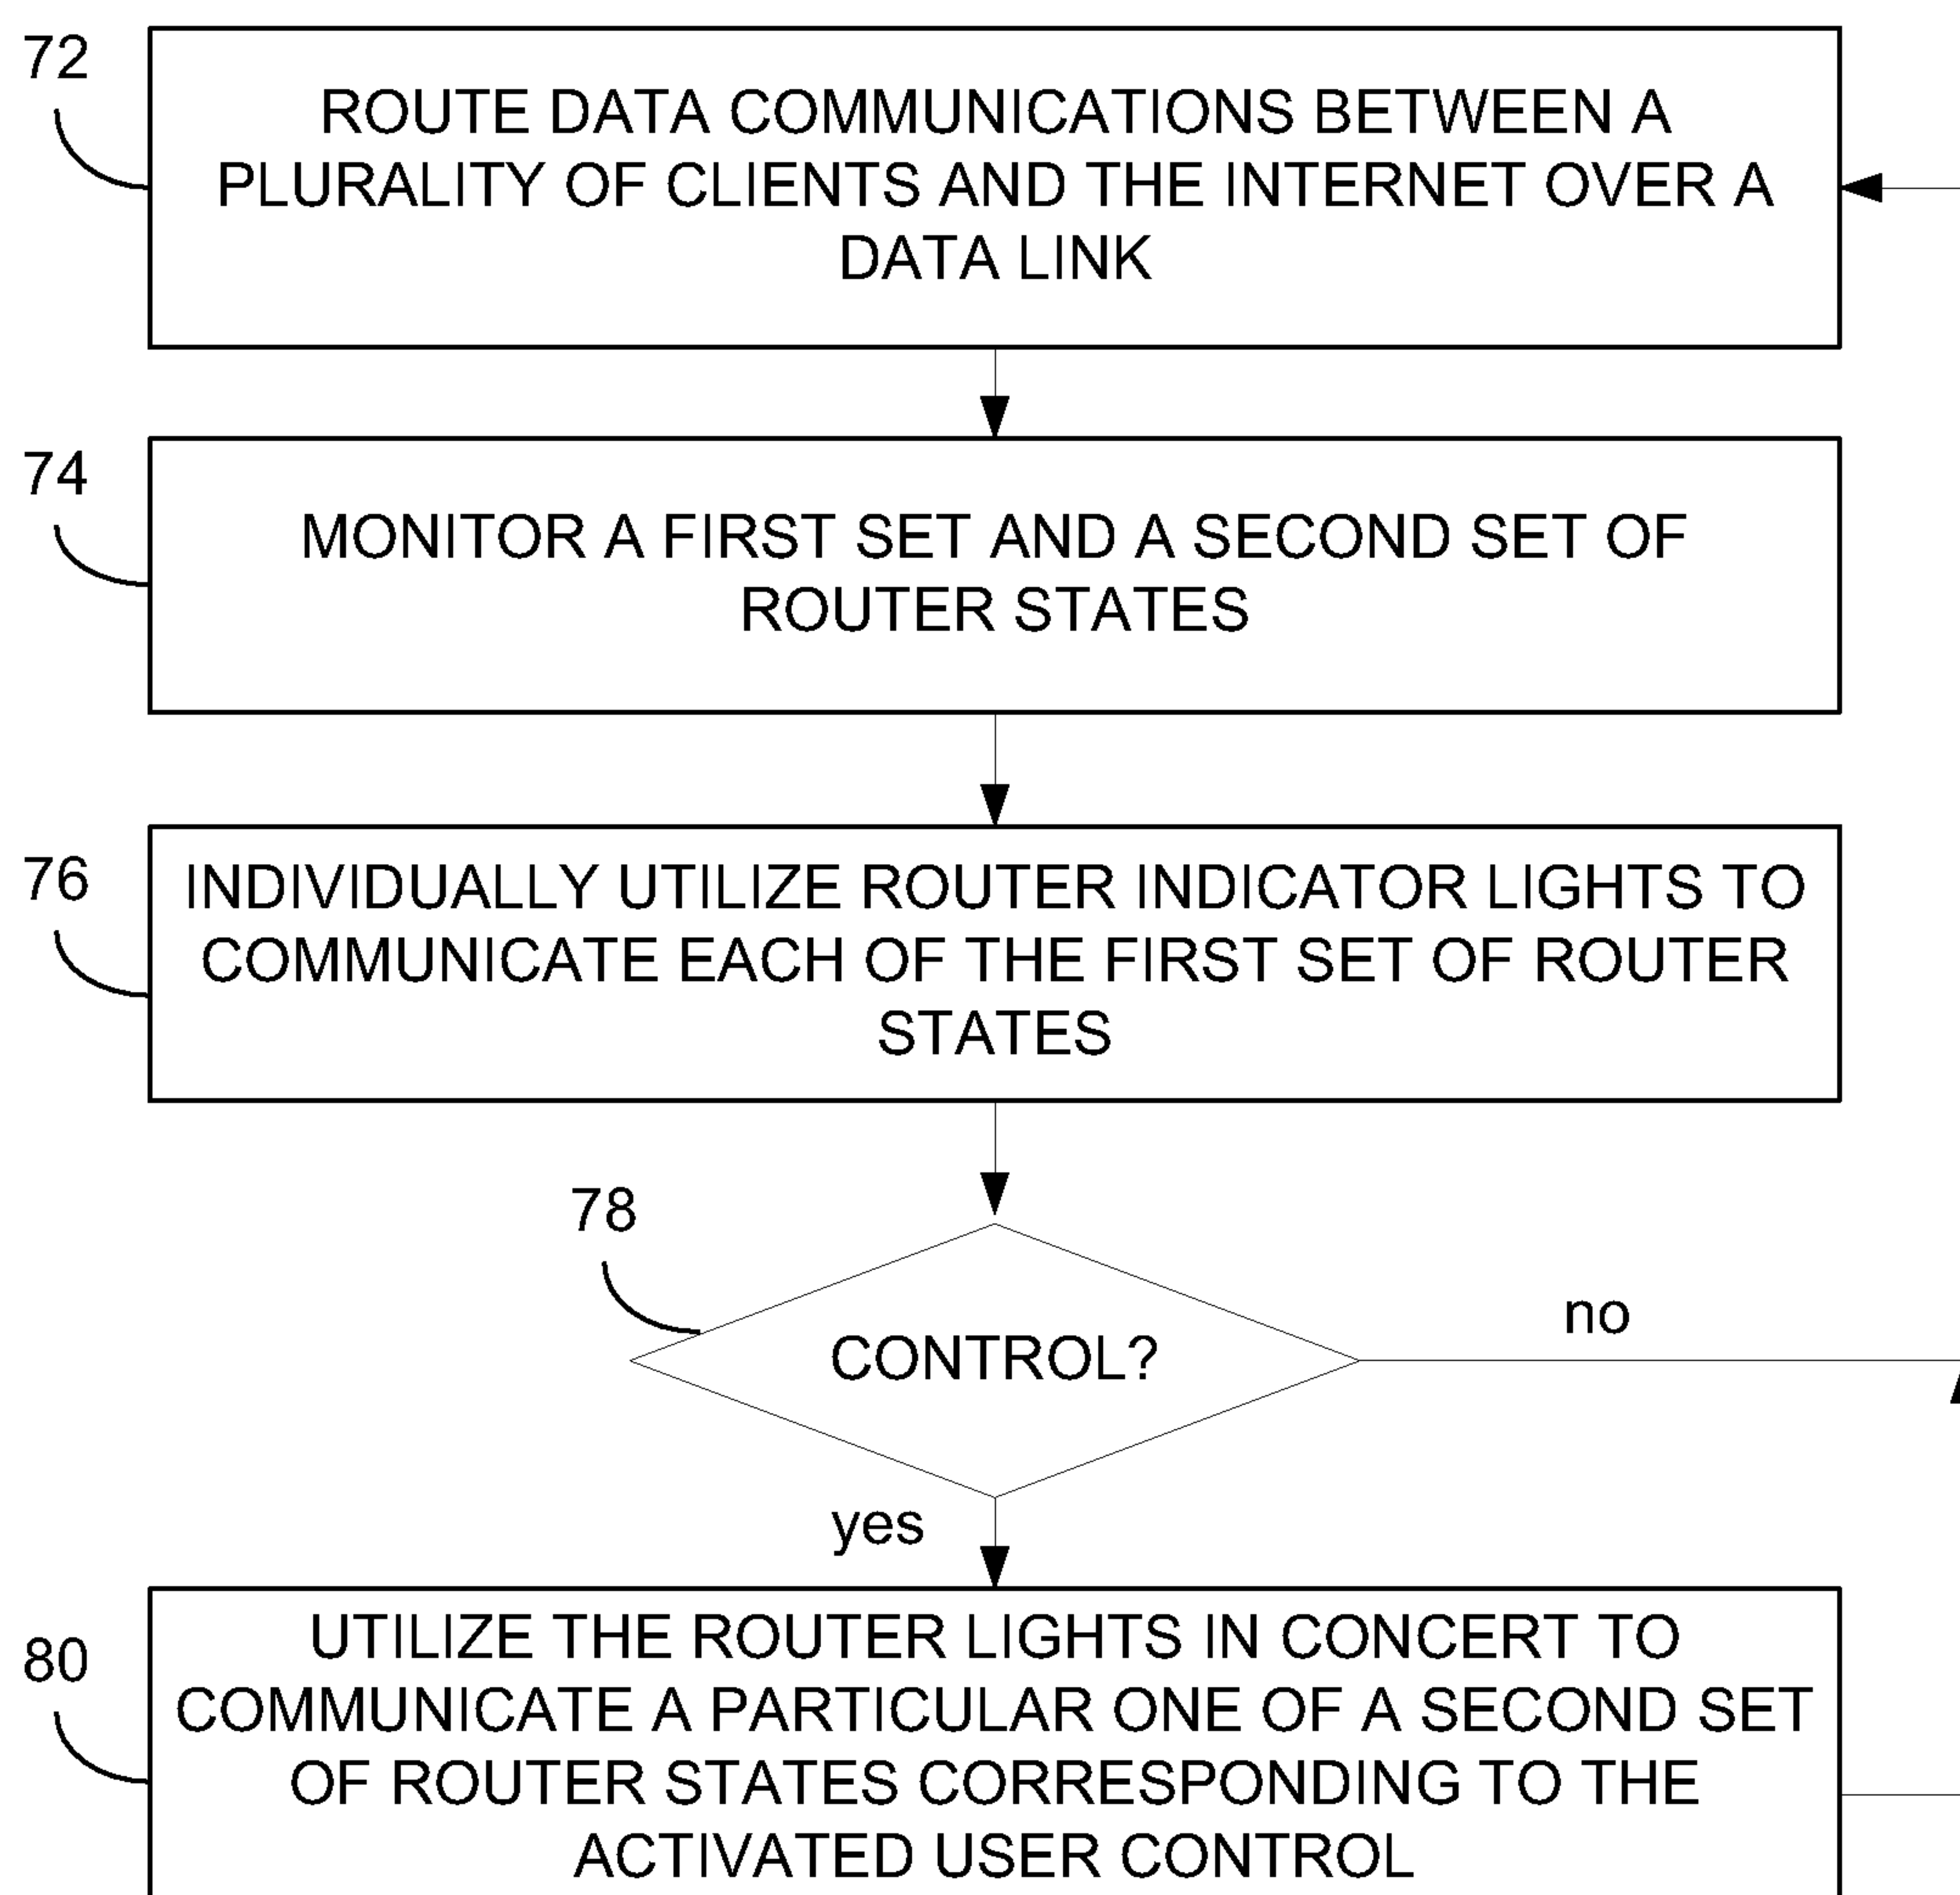 72
ROUTE DATA COMMUNICATIONS BETWEEN A
PLURALITY OF CLIENTS AND THE INTERNET OVER A
DATA LINK
74
MONITOR A FIRST SET AND A SECOND SET OF
ROUTER STATES
76
INDIVIDUALLY UTILIZE ROUTER INDICATOR LIGHTS TO
COMMUNICATE EACH OF THE FIRST SET OF ROUTER
STATES
78
CONTROL?
no
yes
80
UTILIZE THE ROUTER LIGHTS IN CONCERT TO
COMMUNICATE A PARTICULAR ONE OF A SECOND SET
OF ROUTER STATES CORRESPONDING TO THE
ACTIVATED USER CONTROL